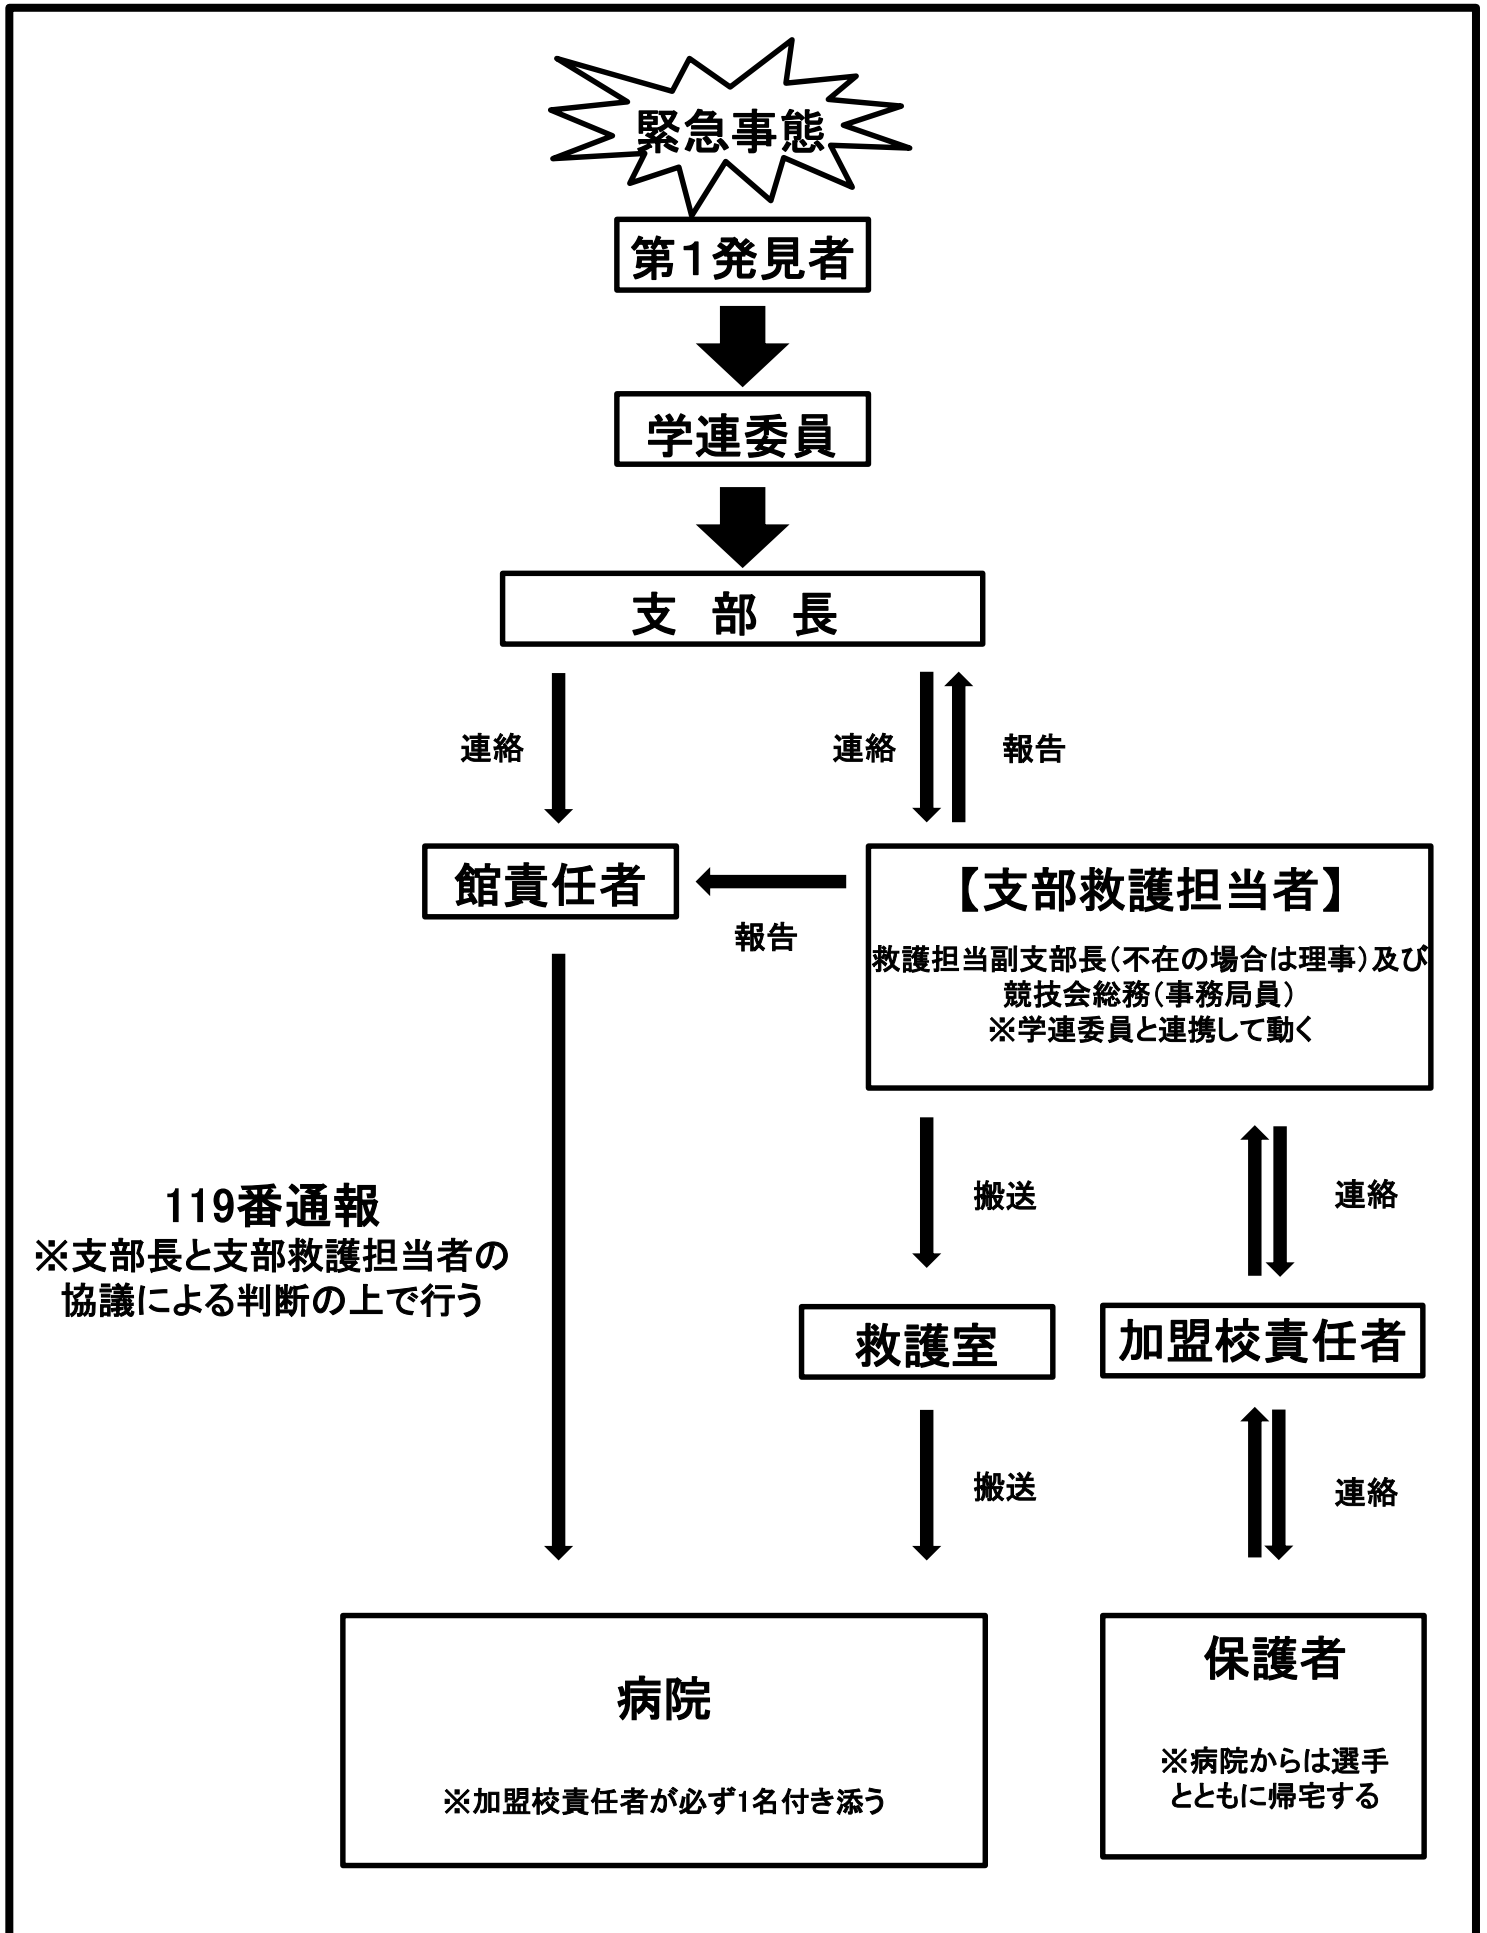 緊急事態
第1発見者
学連委員
支　部　長
連絡
連絡
報告
館責任者
報告
【支部救護担当者】
救護担当副支部長(不在の場合は理事)及び
競技会総務(事務局員)
※学連委員と連携して動く
119番通報
※支部長と支部救護担当者の
協議による判断の上で行う
搬送
連絡
救護室
加盟校責任者
搬送
連絡
病院
※加盟校責任者が必ず1名付き添う
保護者
※病院からは選手
とともに帰宅する